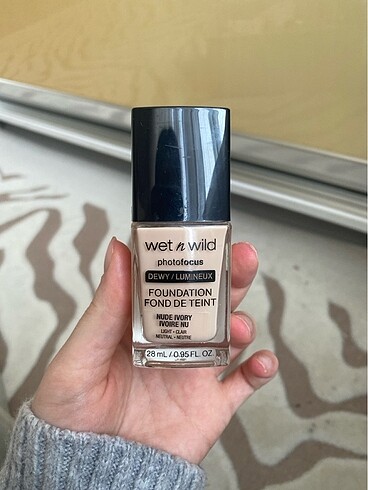 wet n wild
photofocus
DEWY / LUMINEUX
FOUNDATION
FOND DE TEINT
NUDE IVORY
IVOIRE NU
LIGHT • CLAIR
NEUTRAL • NEUTRE
28 mL / 0.95 FL. OZ.